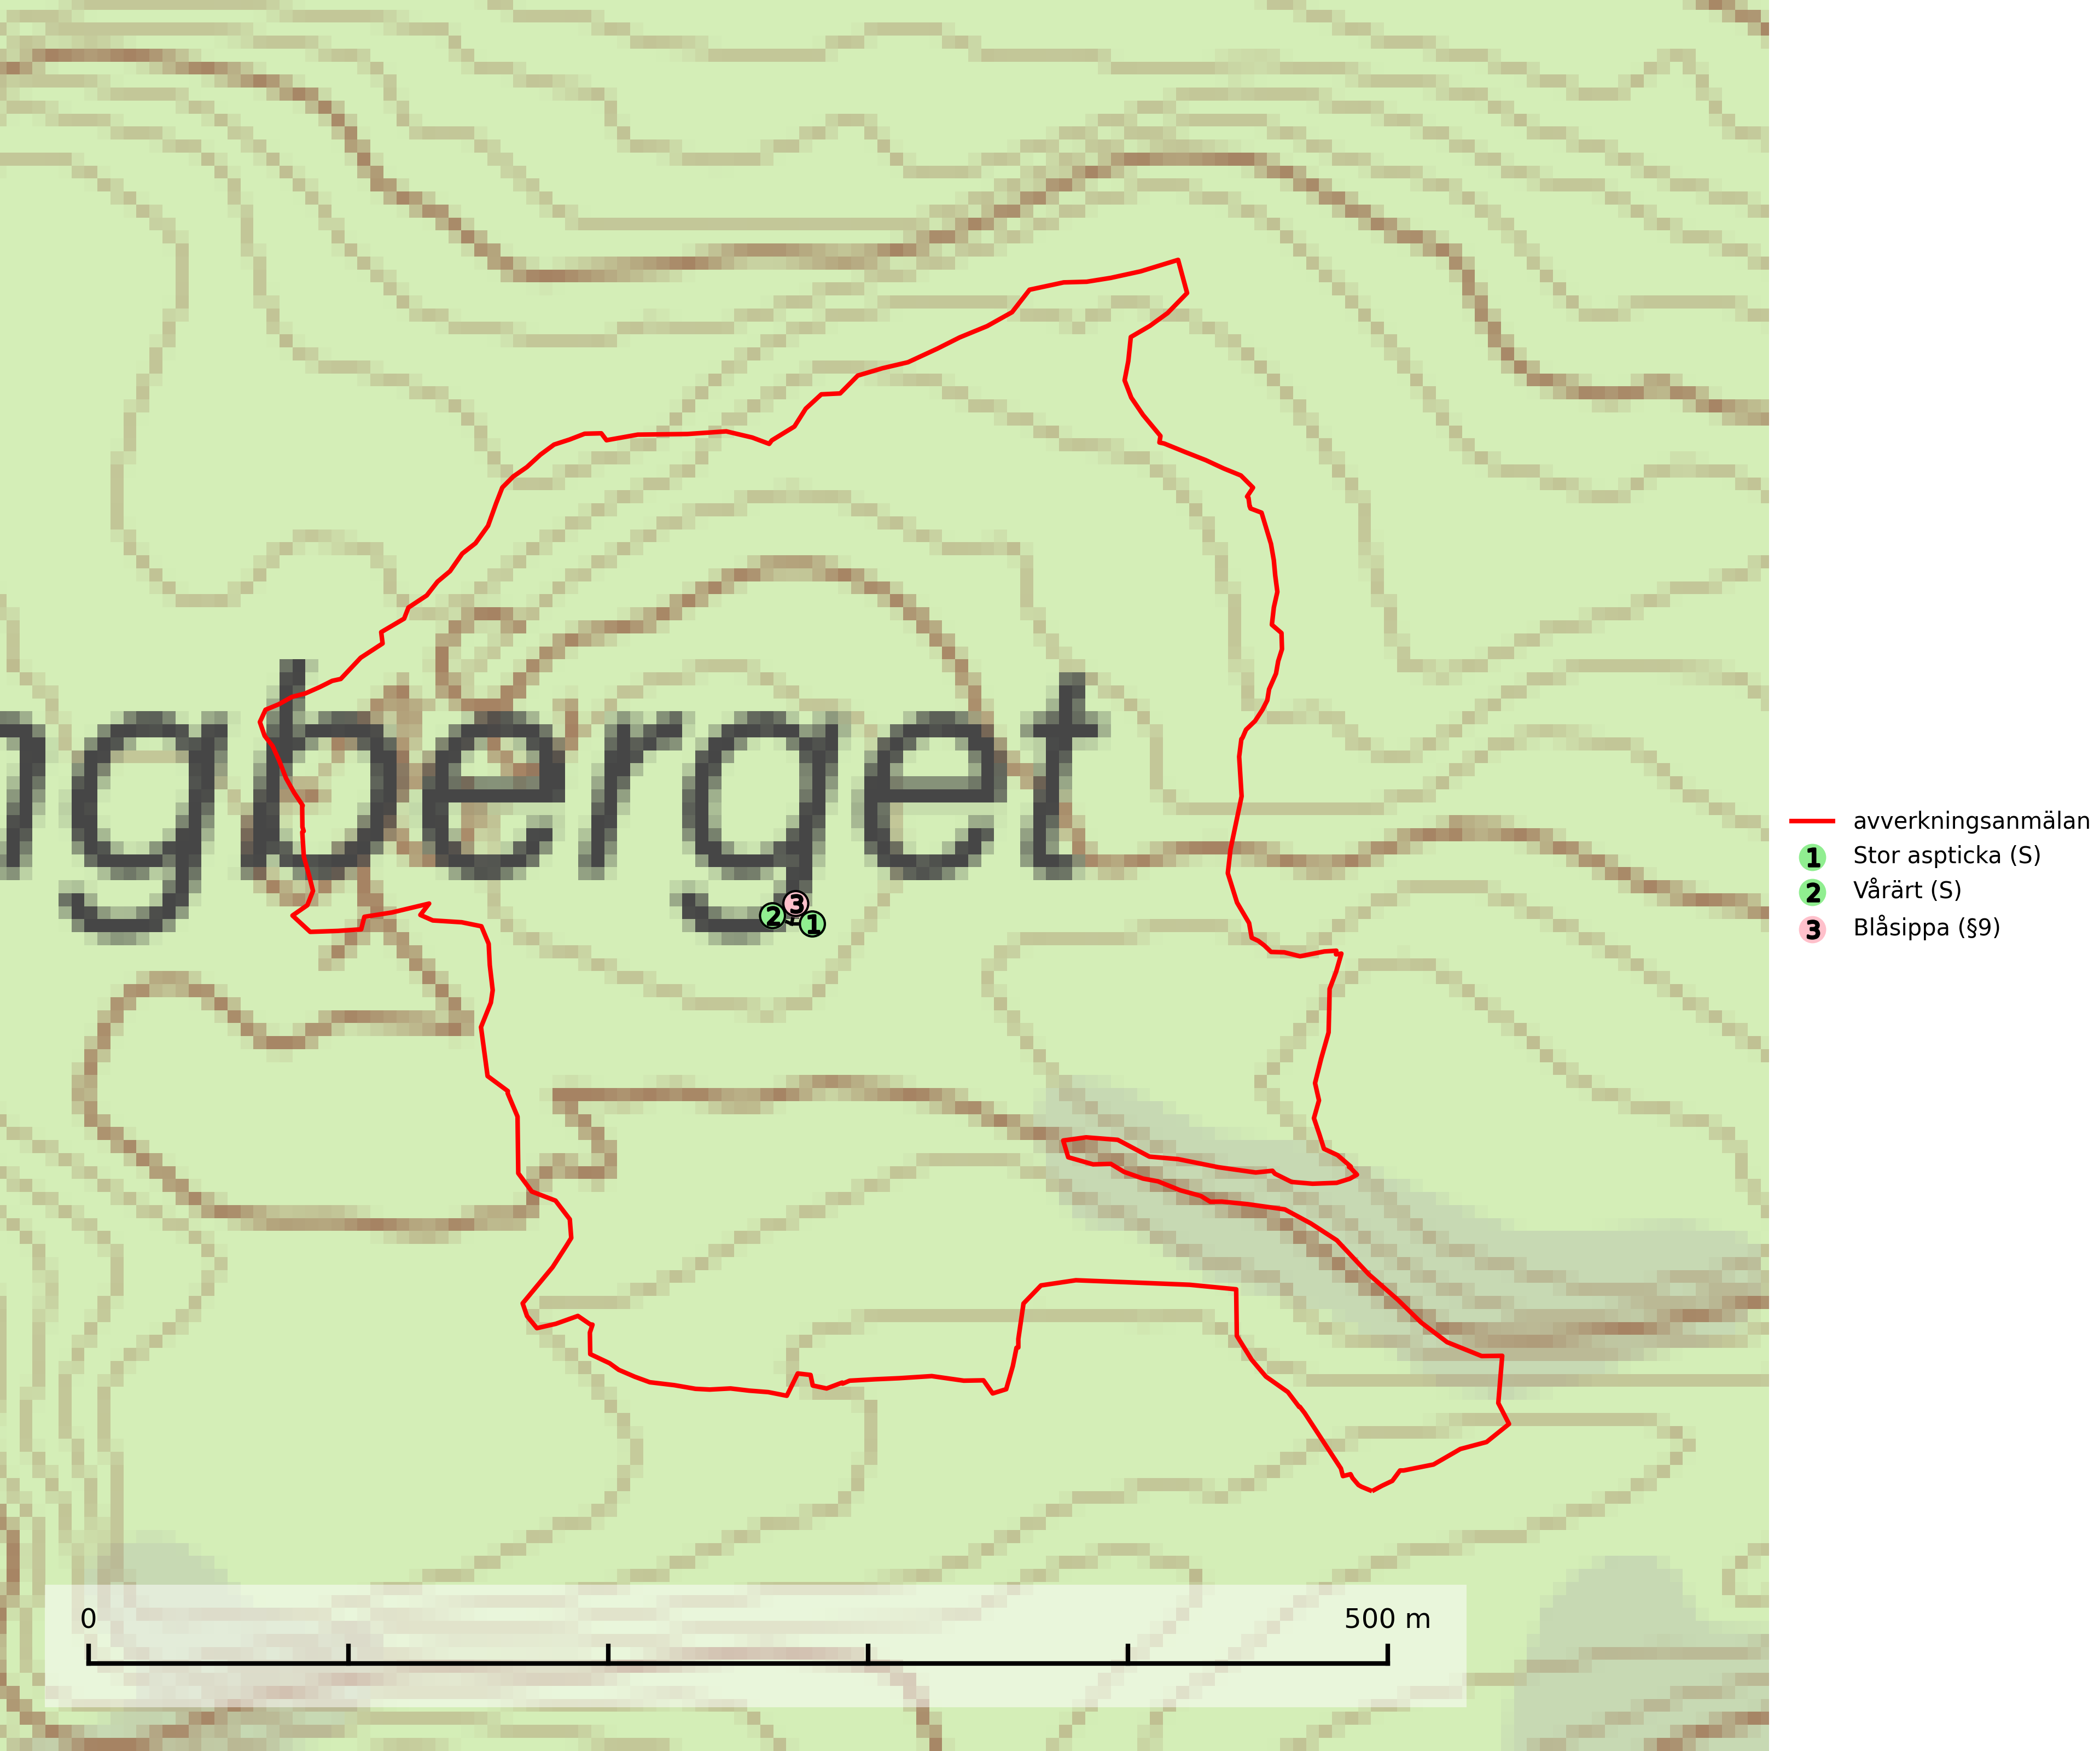 ngberget
2
3
1
avverkningsanmälan
1 Stor aspticka (S)
2 Vårärt (S)
3 Blåsippa (§9)
0
500 m